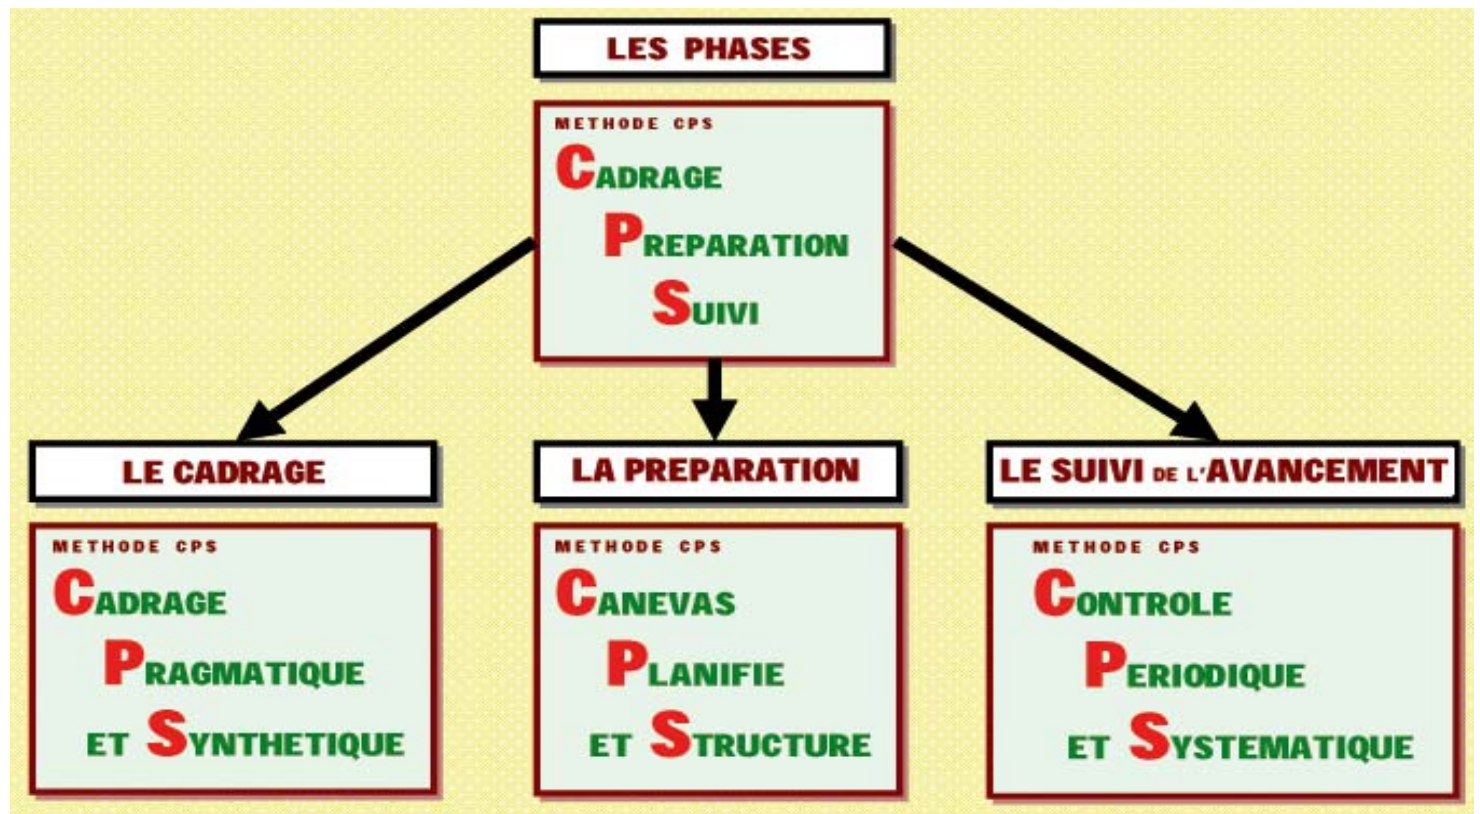 LES PHASES
METHODE CPS
CADRAGE
PREPARATION
SUIVI
LE CADRAGE
METHODE CPS
CADRAGE
PRAGMATIQUE
ET SYNTHETIQUE
LA PREPARATION
METHODE CPS
CANEVAS
PLANIFIE
ET STRUCTURE
LE SUIVI DE L'AVANCEMENT
METHODE CPS
CONTROLE
PERIODIQUE
ET SYSTEMATIQUE